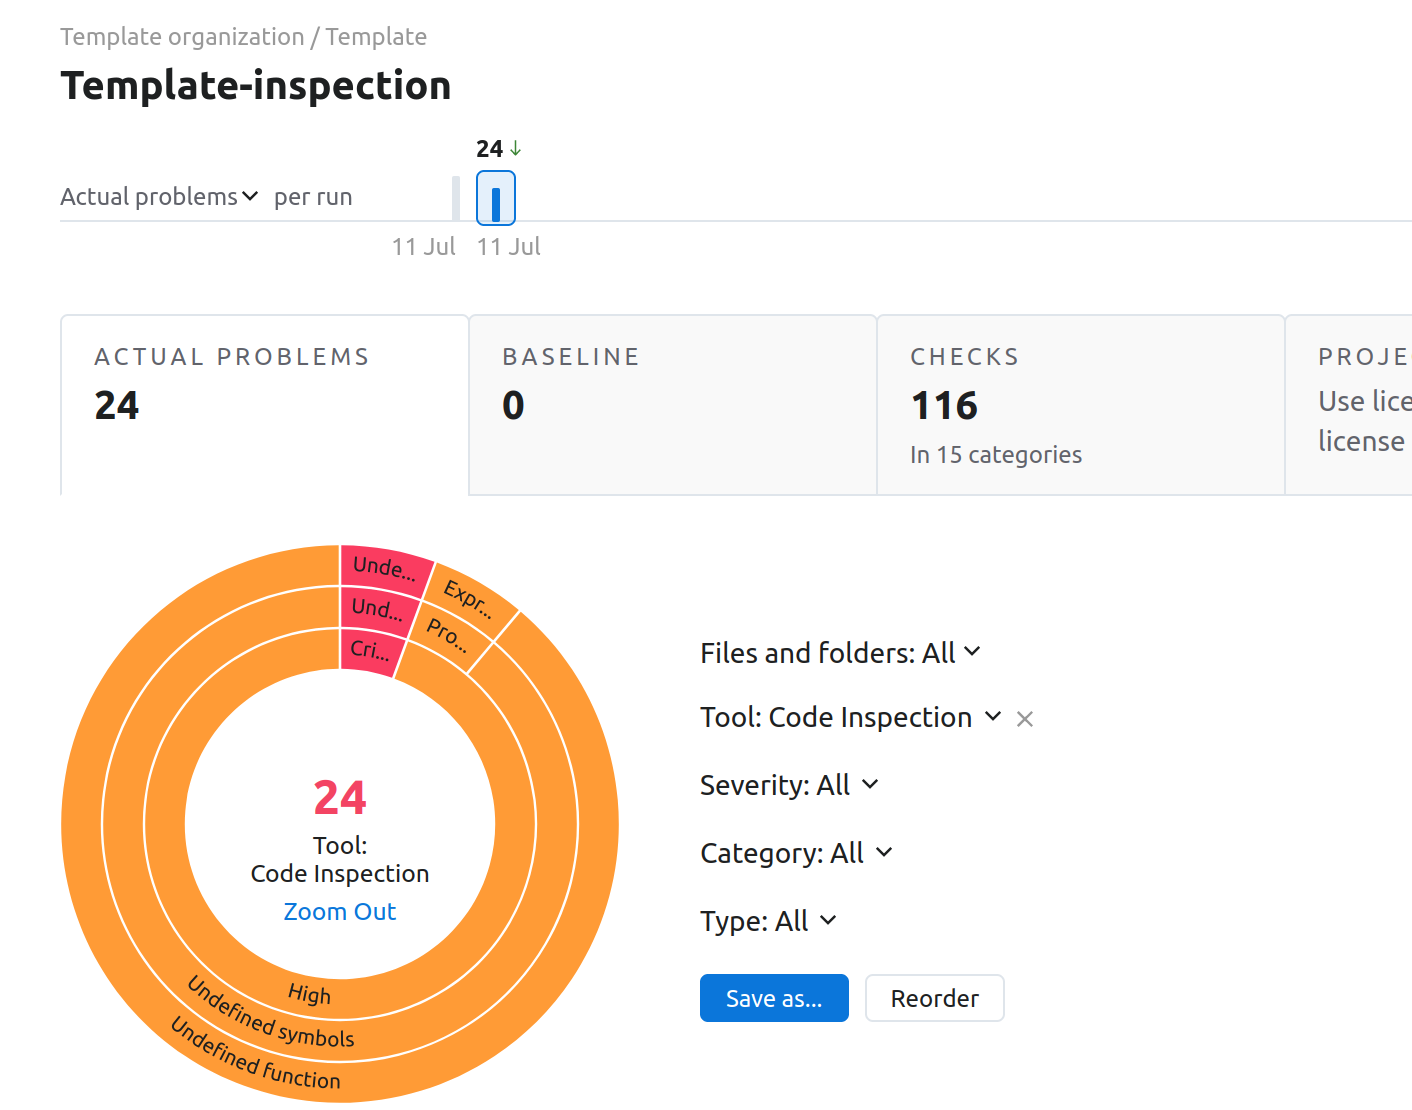 Template organization / Template
Template-inspection
24
Actual problems per run
11 Jul 11 Jul
ACTUAL PROBLEMS
24
BASELINE
0
CHECKS
116
In 15 categories
PROJE
Use lice
license
Unde...
Und...
Cri...
Expr...
Pro...
24
Tool:
Code Inspection
Zoom Out
High
Undefined symbols
Undefined function
Files and folders: All
Tool: Code Inspection
Severity: All
Category: All
Type: All
Save as...
Reorder